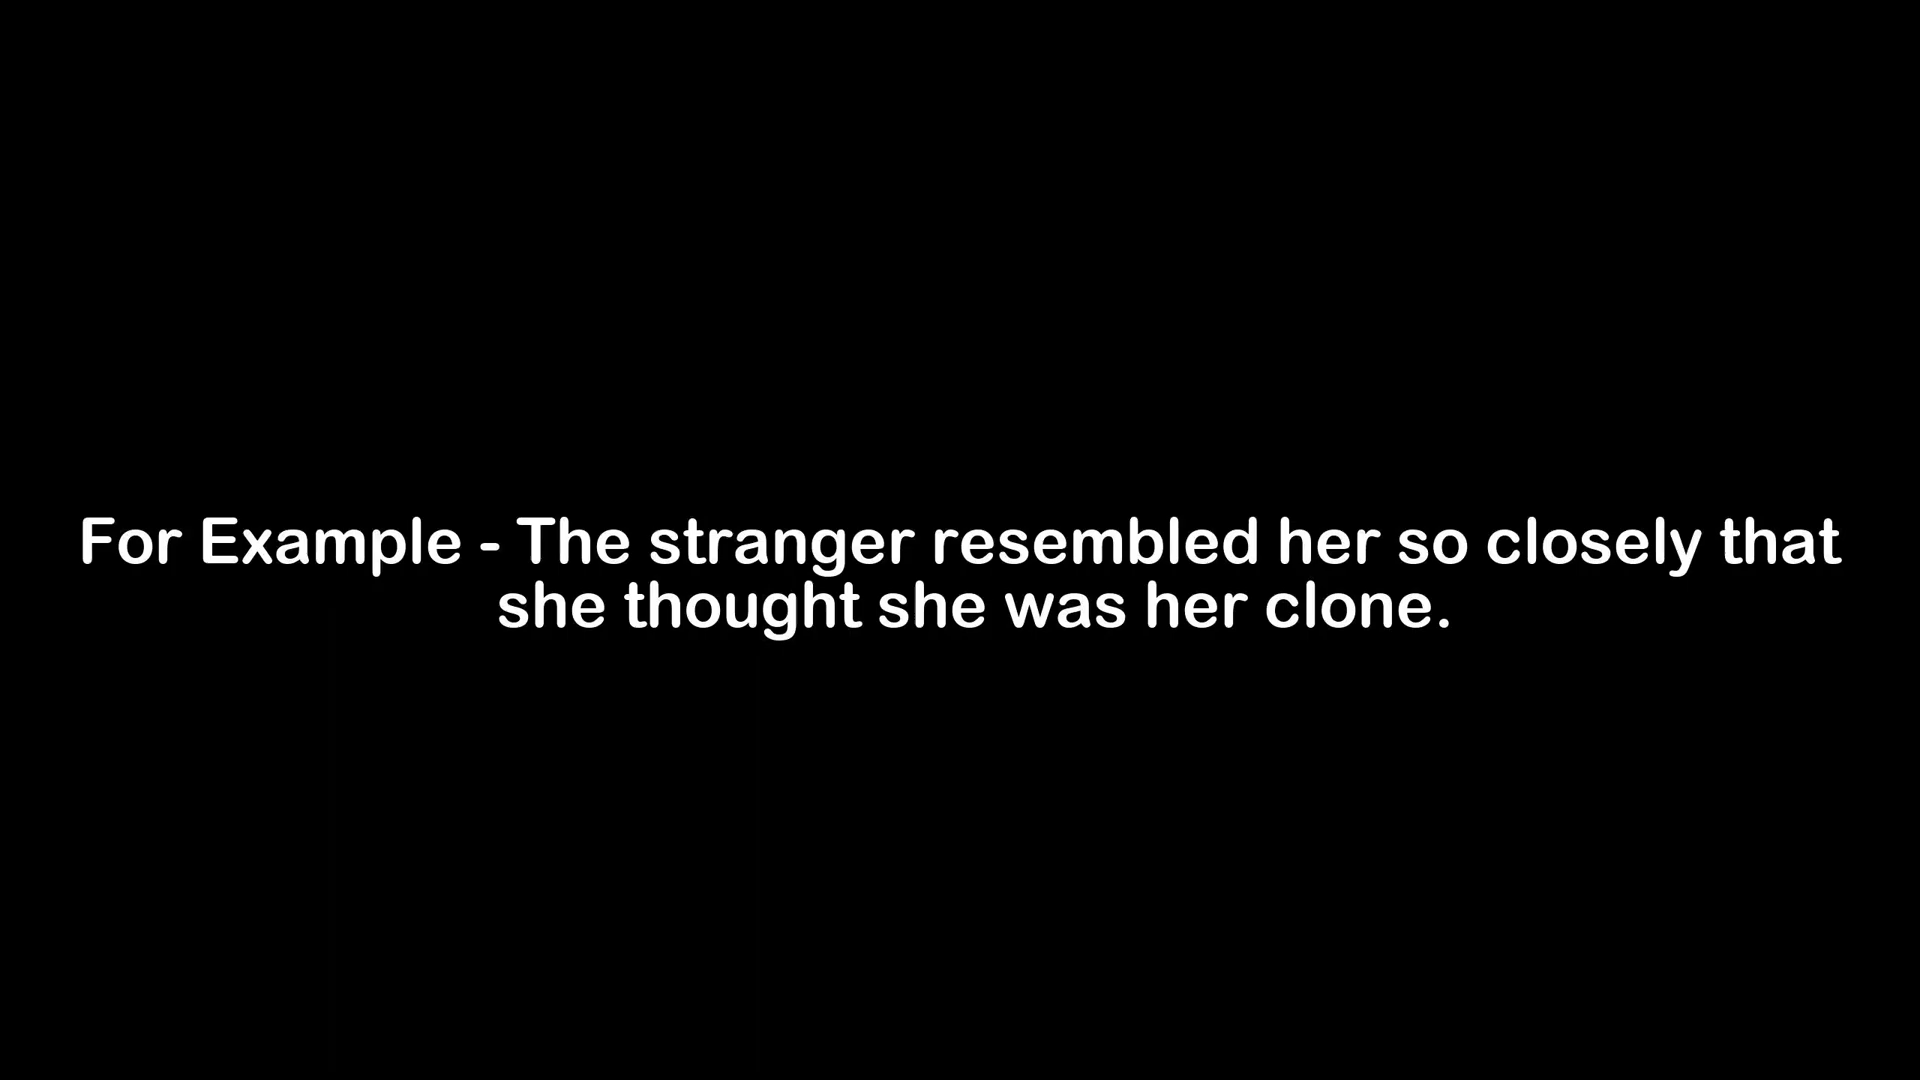 For Example - The stranger resembled her so closely that
she thought she was her clone.